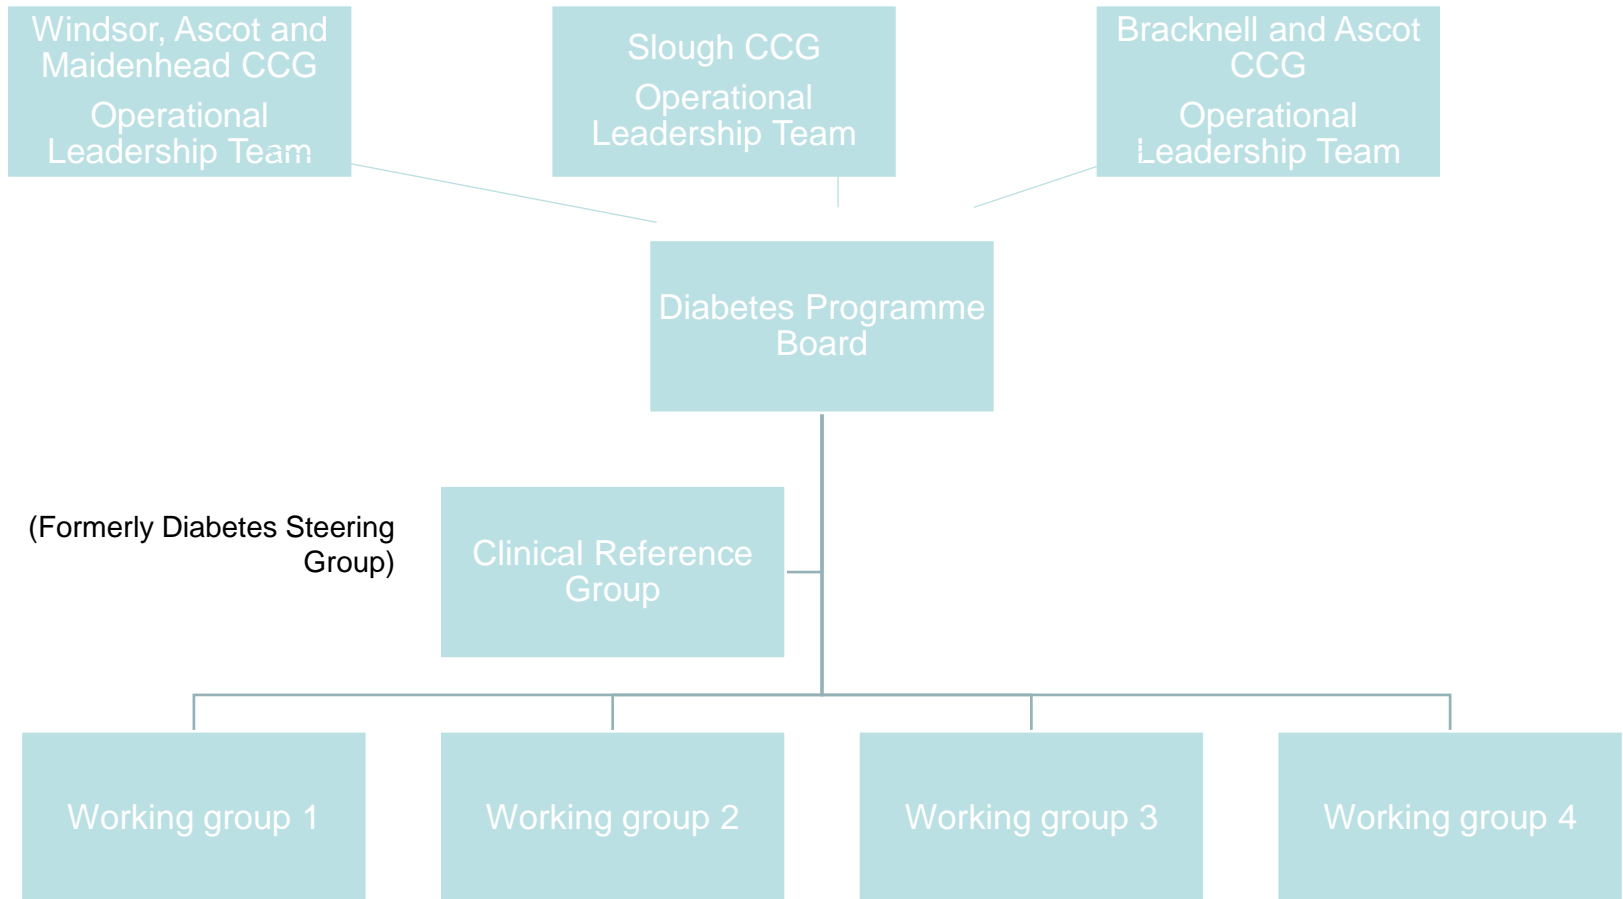 Windsor, Ascot and
Maidenhead CCG
Operational
Leadership Team
Slough CCG
Operational
Leadership Team
Bracknell and Ascot
CCG
Operational
Leadership Team
Diabetes Programme
Board
(Formerly Diabetes Steering
Group)
Clinical Reference
Group
Working group 1
Working group 2
Working group 3
Working group 4